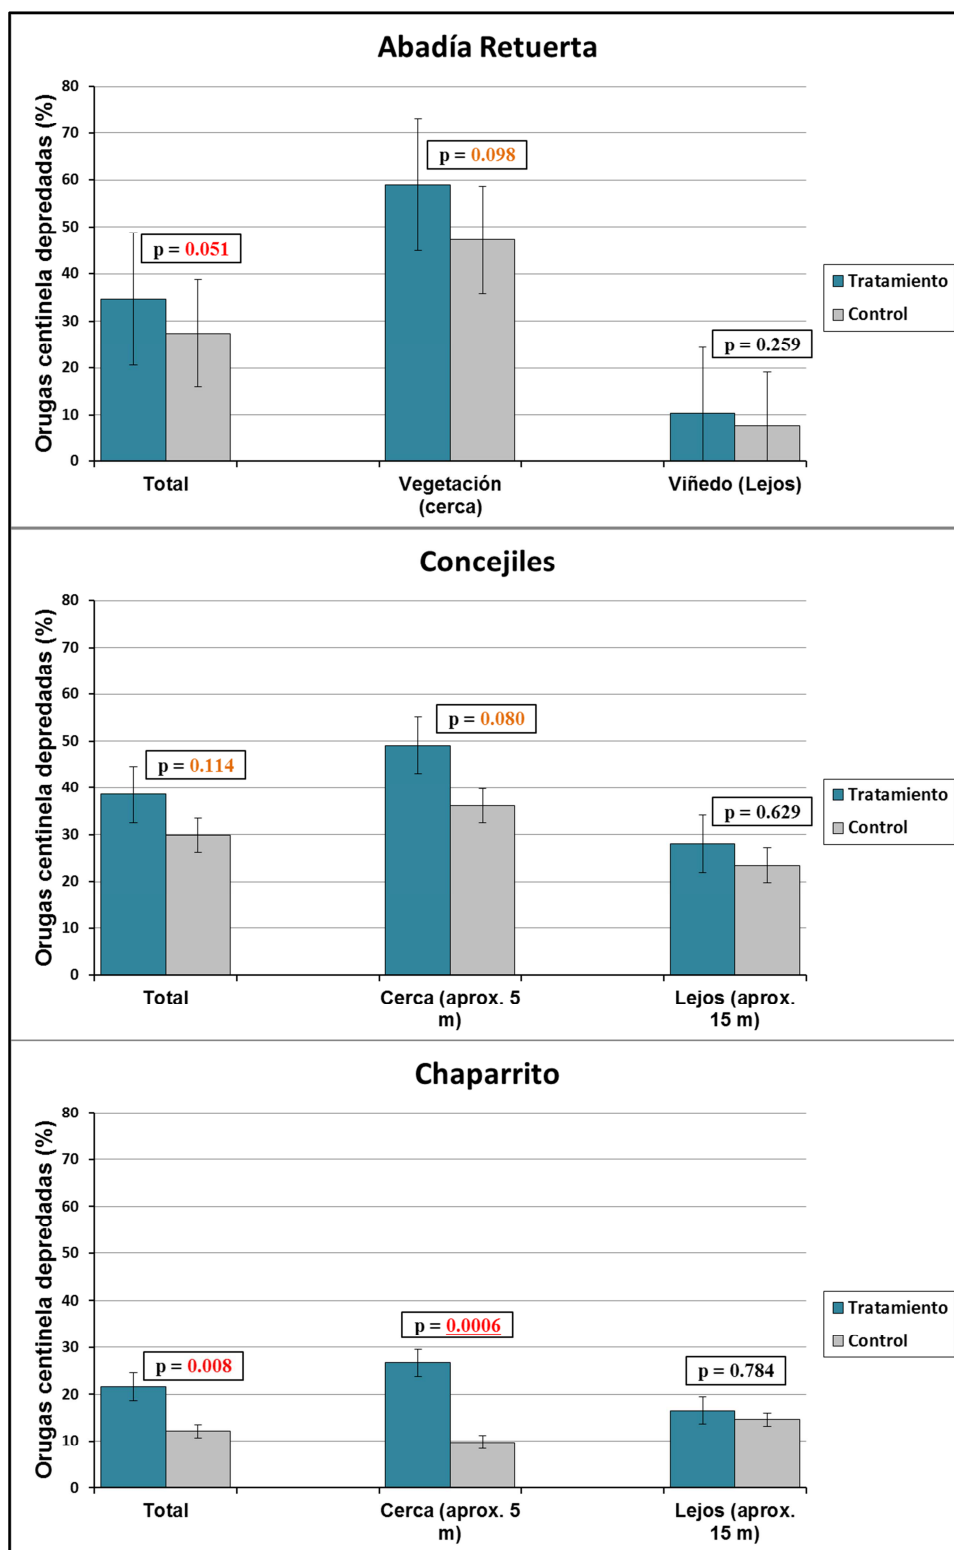 Abadía Retuerta
Orugas centinela depredadas (%)
80
70
60
50
40
30
20
10
0
p = 0.051
p = 0.098
p = 0.259
Total
Vegetación
(cerca)
Viñedo (Lejos)
Tratamiento
Control
Concejiles
Orugas centinela depredadas (%)
80
70
60
50
40
30
20
10
0
p = 0.114
p = 0.080
p = 0.629
Total
Cerca (aprox. 5
m)
Lejos (aprox.
15 m)
Tratamiento
Control
Chaparrito
Orugas centinela depredadas (%)
80
70
60
50
40
30
20
10
0
p = 0.008
p = 0.0006
p = 0.784
Total
Cerca (aprox. 5
m)
Lejos (aprox.
15 m)
Tratamiento
Control